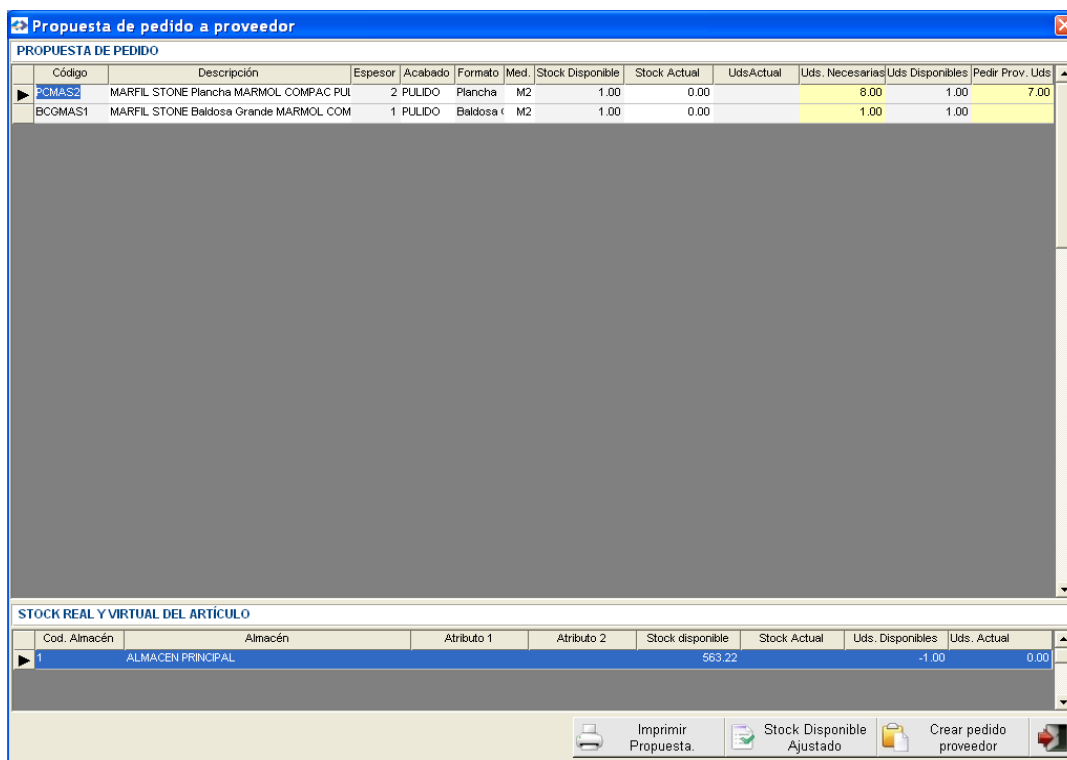 Propuesta de pedido a proveedor
PROPUESTA DE PEDIDO
Código Descripción Espesor Acabado Formato Med. Stock Disponible Stock Actual UdsActual Uds. Necesarias Uds Disponibles Pedir Prov. Uds
PCMAS2 MARFIL STONE Plancha MARMOL COMPAC PUI 2 PULIDO Plancha M2 1.00 0.00 8.00 1.00 7.00
BCGMAS1 MARFIL STONE Baldosa Grande MARMOL COM 1 PULIDO Baldosa M2 1.00 0.00 1.00 1.00
STOCK REAL Y VIRTUAL DEL ARTÍCULO
Cod. Almacén Almacén Atributo 1 Atributo 2 Stock disponible Stock Actual Uds. Disponibles Uds. Actual
1 ALMACEN PRINCIPAL 563.22 -1.00 0.00
Imprimir Propuesta. Stock Disponible Ajustado Crear pedido proveedor